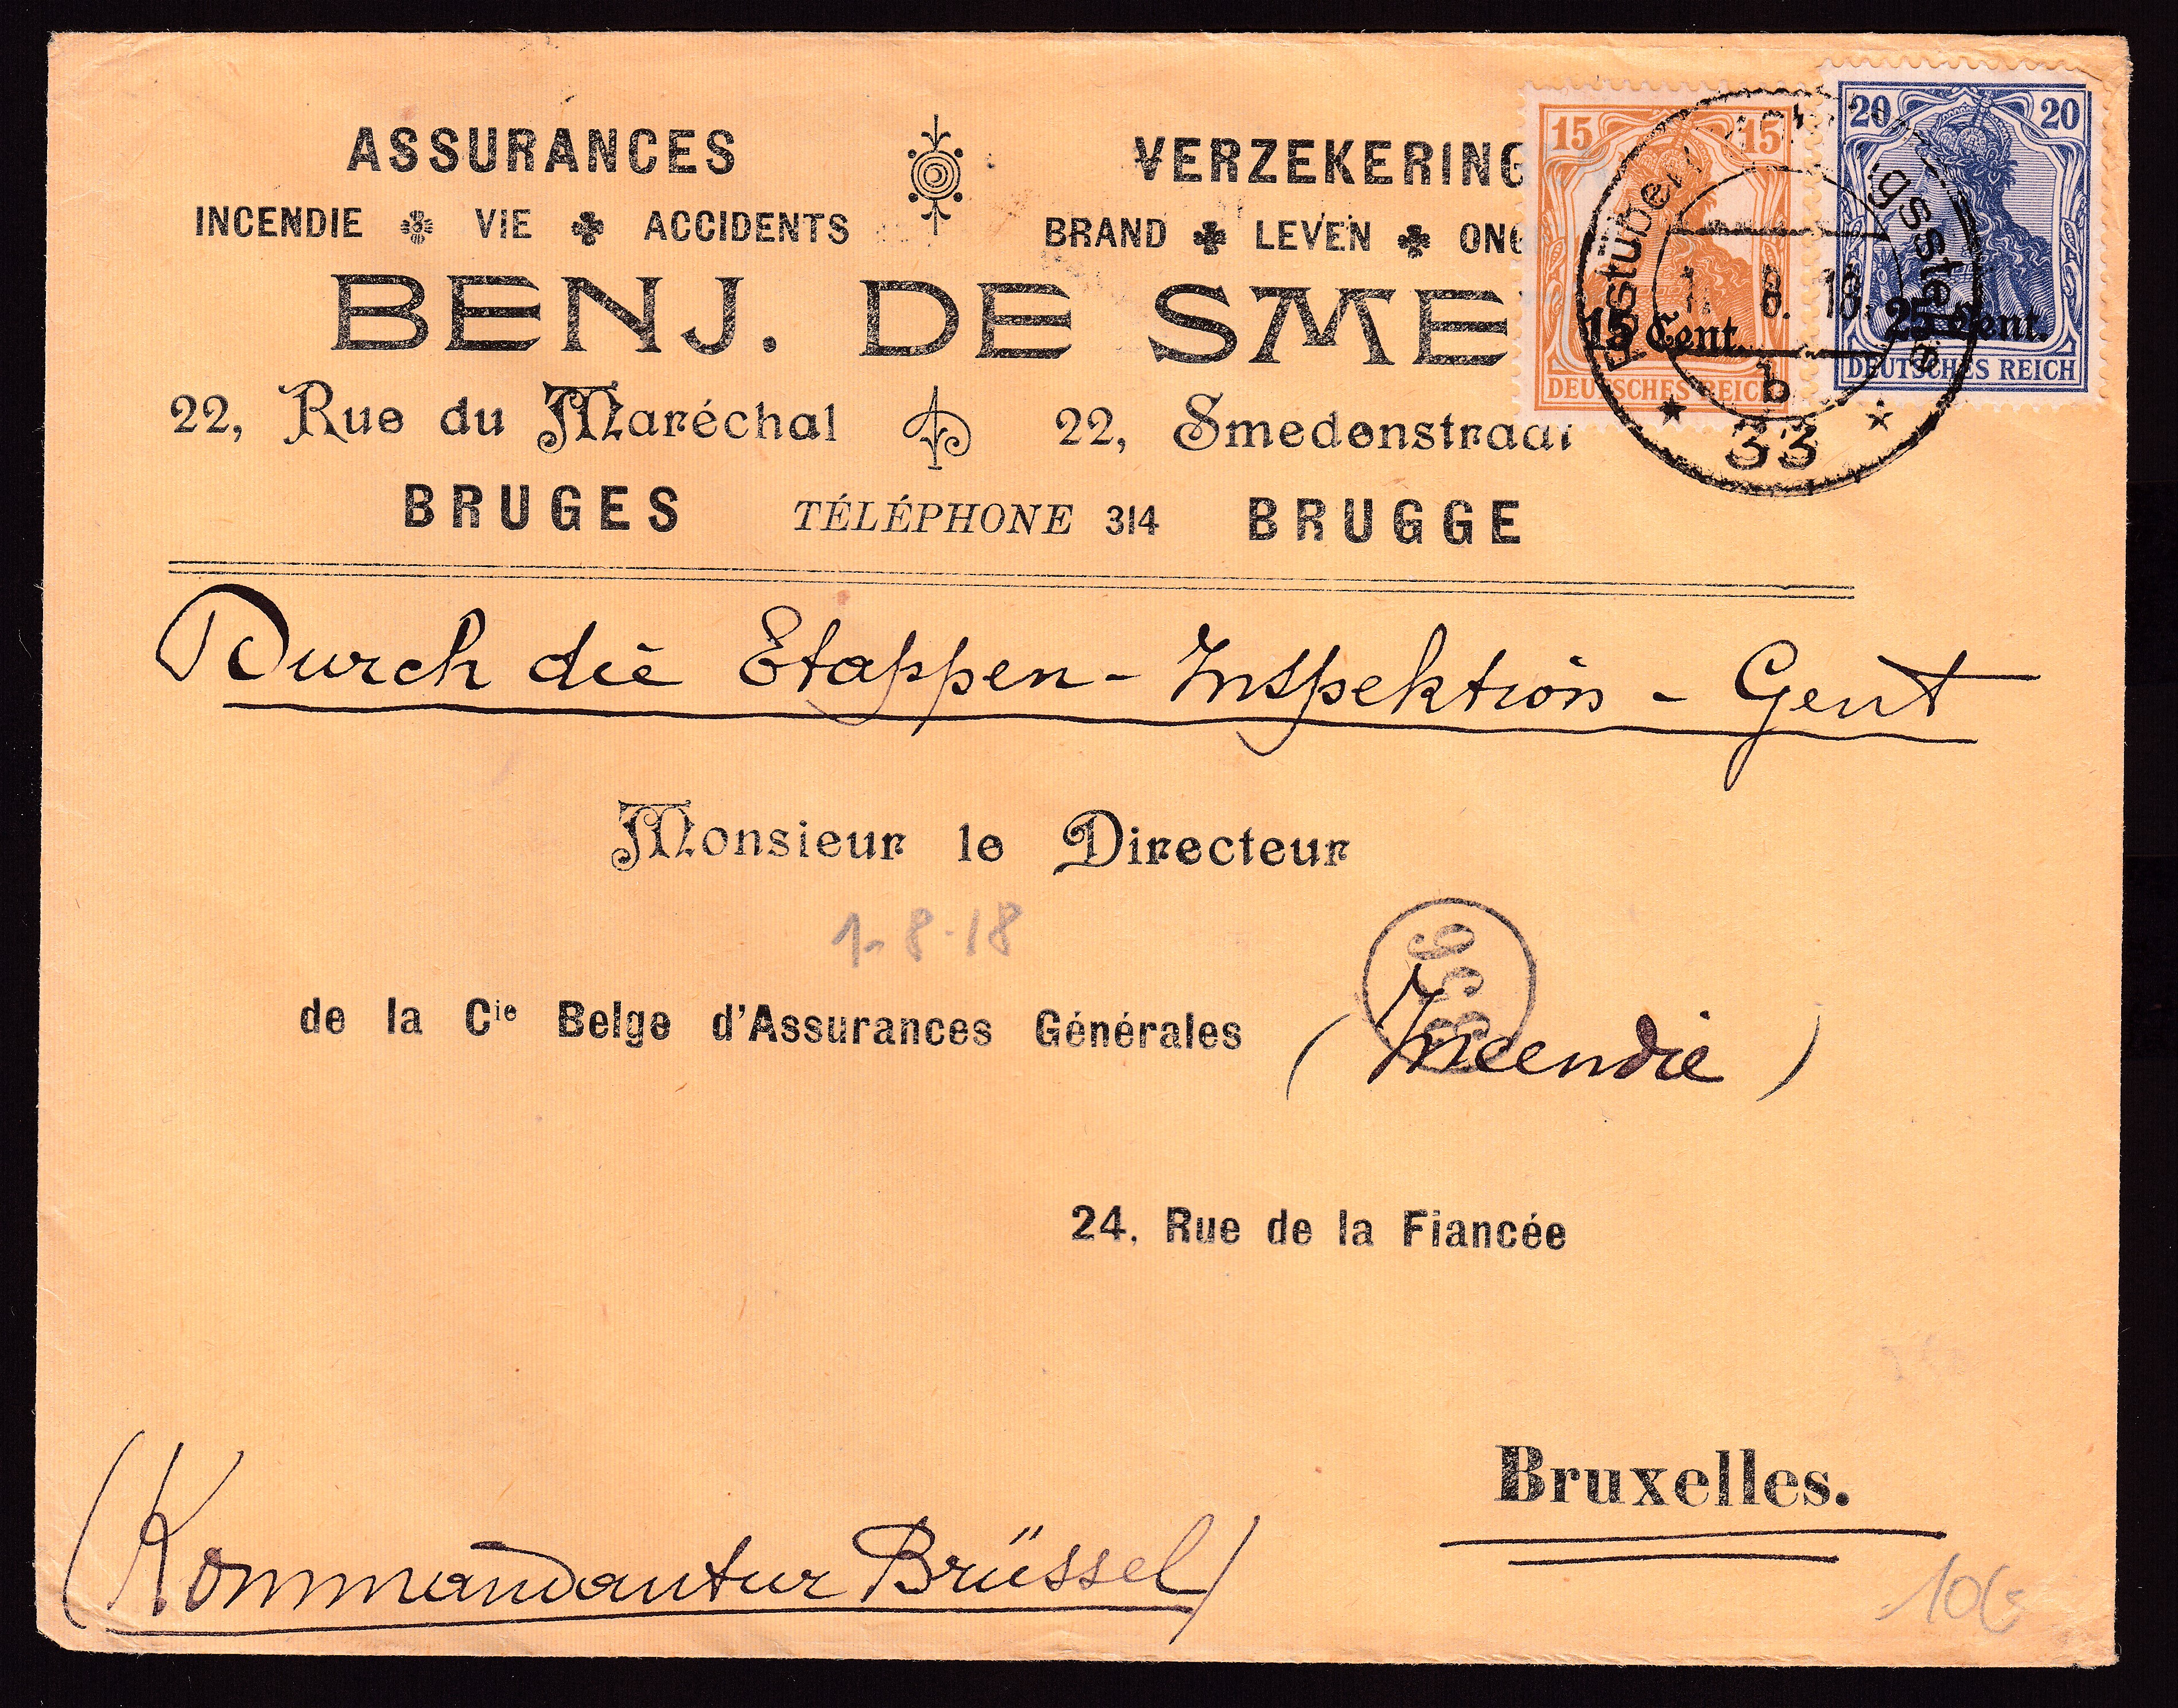 ASSURANCES
VERZEKERING
INCENDIE VIE ACCIDENTS
BRAND LEVEN
BENJ. DE SME
22, Rue du Maréchal
22, Smedenstraat
BRUGES TÉLÉPHONE 314 BRUGGE
15 15
15 Cent.
DEUTSCHES REICH
20 20
25 Cent.
DEUTSCHES REICH
8. 18.
b
33
Durch die Etappen-Inspektion - Gent
Monsieur le Directeur
1-8-18
de la Cie Belge d'Assurances Générales (Incendie)
24, Rue de la Fiancée
Bruxelles.
(Kommandantur Brüssel)